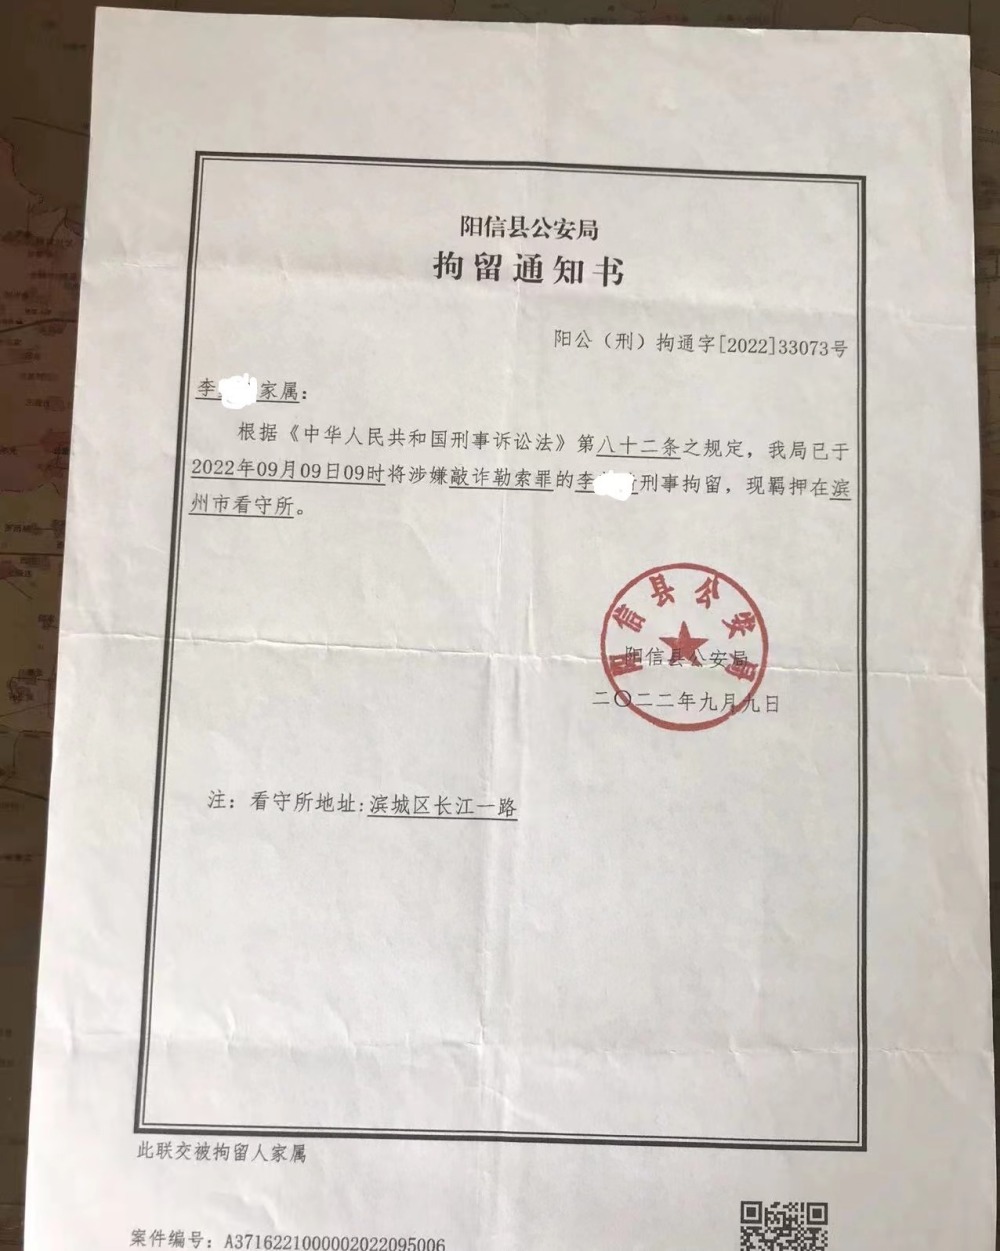 阳信县公安局
拘留通知书
阳公（刑）拘通字[2022]33073号
李 家属：
根据《中华人民共和国刑事诉讼法》第八十二条之规定，我局已于
2022年09月09日09时将涉嫌敲诈勒索罪的李 刑事拘留，现羁押在滨
州市看守所。
阳信县公安局
阳信县公安局
二〇二二年九月九日
注：看守所地址:滨城区长江一路
此联交被拘留人家属
案件编号：A3716221000002022095006